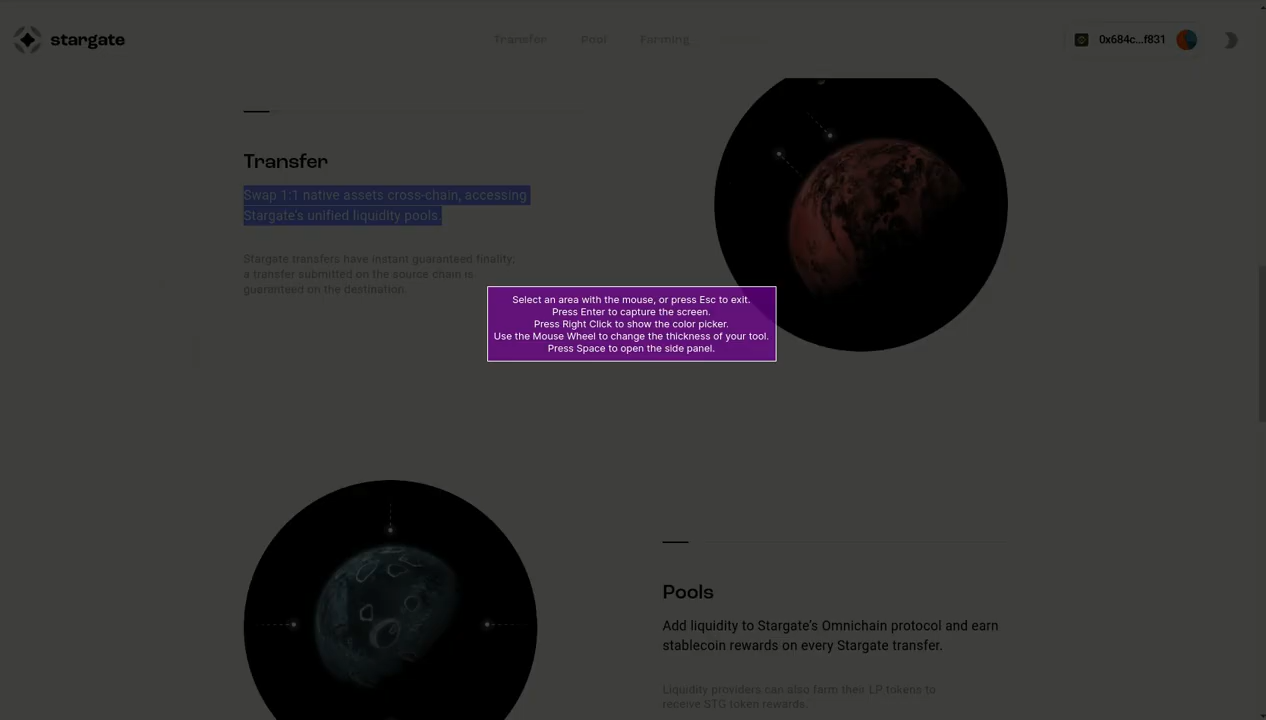 stargate
Transfer
Pool
Farming
0x684c...f831
Transfer
Swap 1:1 native assets cross-chain, accessing
Stargate's unified liquidity pools.
Stargate transfers have instant guaranteed finality;
a transfer submitted on the source chain is
guaranteed on the destination.
Select an area with the mouse, or press Esc to exit.
Press Enter to capture the screen.
Press Right Click to show the color picker.
Use the Mouse Wheel to change the thickness of your tool.
Press Space to open the side panel.
Pools
Add liquidity to Stargate's Omnichain protocol and earn
stablecoin rewards on every Stargate transfer.
Liquidity providers can also farm their LP tokens to
receive STG token rewards.